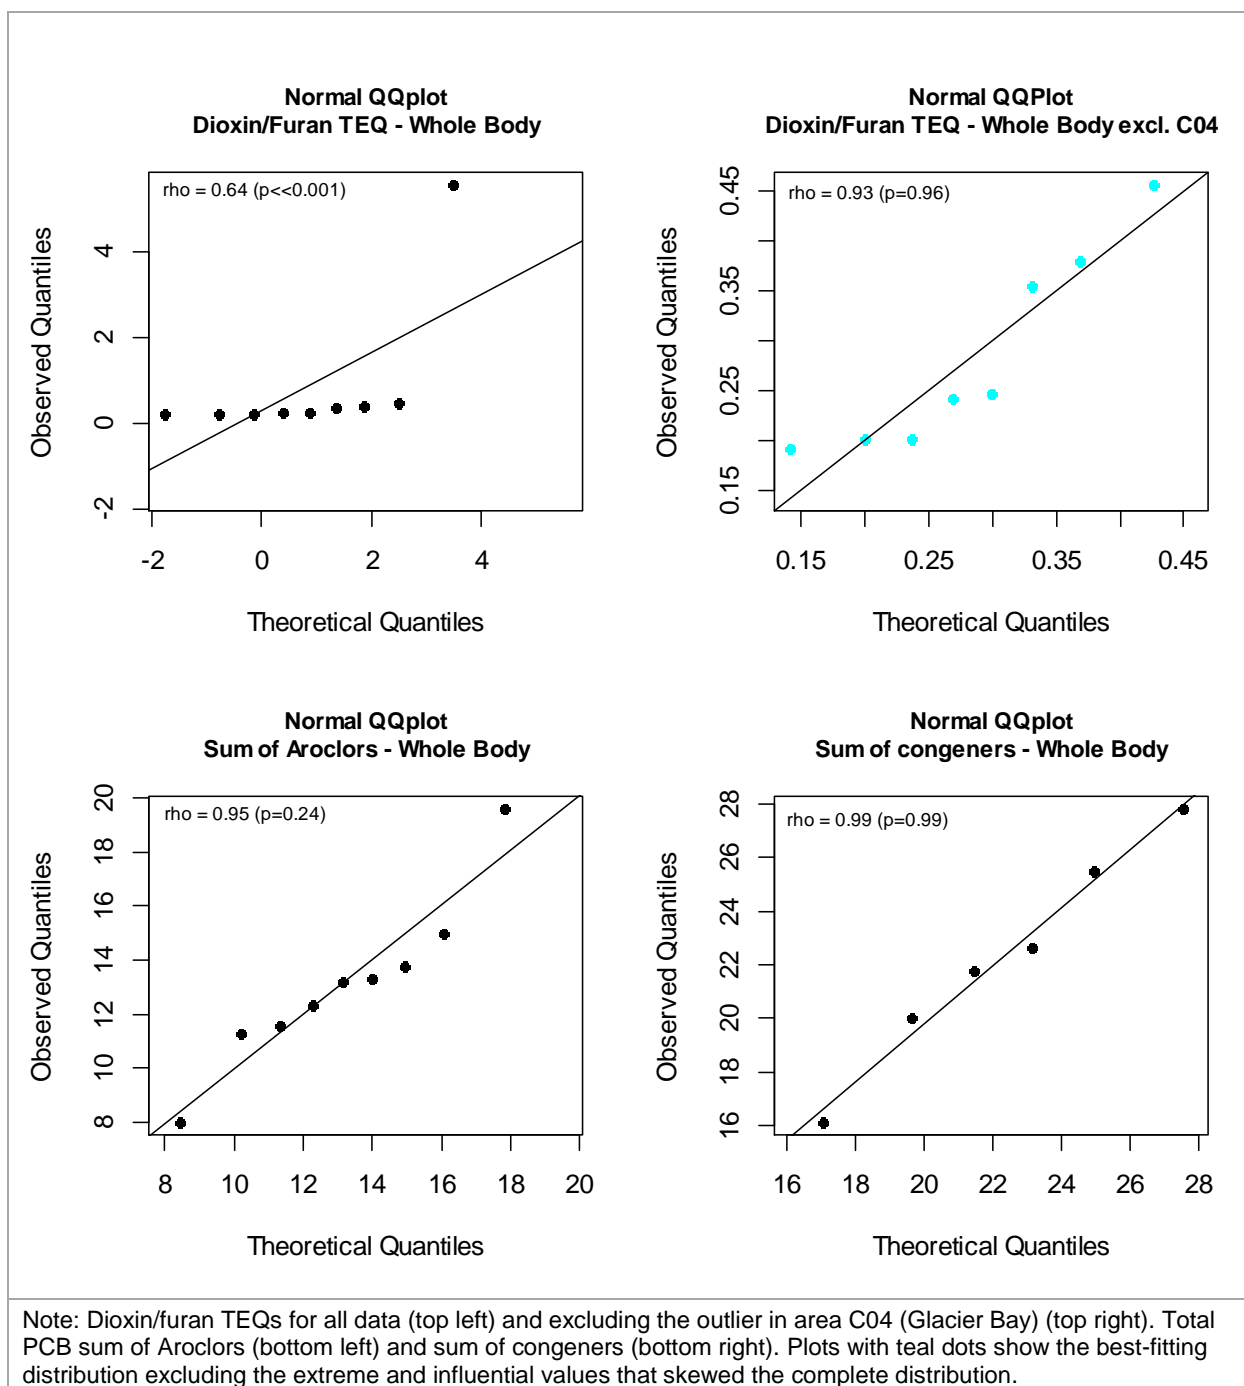 Normal QQplot
Dioxin/Furan TEQ - Whole Body
rho = 0.64 (p<<0.001)
Observed Quantiles
4
2
0
-2
-2 0 2 4
Theoretical Quantiles
Normal QQPlot
Dioxin/Furan TEQ - Whole Body excl. C04
rho = 0.93 (p=0.96)
Observed Quantiles
0.45
0.35
0.25
0.15
0.15 0.25 0.35 0.45
Theoretical Quantiles
Normal QQplot
Sum of Aroclors - Whole Body
rho = 0.95 (p=0.24)
Observed Quantiles
20
18
16
14
12
10
8
8 10 12 14 16 18 20
Theoretical Quantiles
Normal QQplot
Sum of congeners - Whole Body
rho = 0.99 (p=0.99)
Observed Quantiles
28
26
24
22
20
18
16
16 18 20 22 24 26 28
Theoretical Quantiles
Note: Dioxin/furan TEQs for all data (top left) and excluding the outlier in area C04 (Glacier Bay) (top right). Total
PCB sum of Aroclors (bottom left) and sum of congeners (bottom right). Plots with teal dots show the best-fitting
distribution excluding the extreme and influential values that skewed the complete distribution.